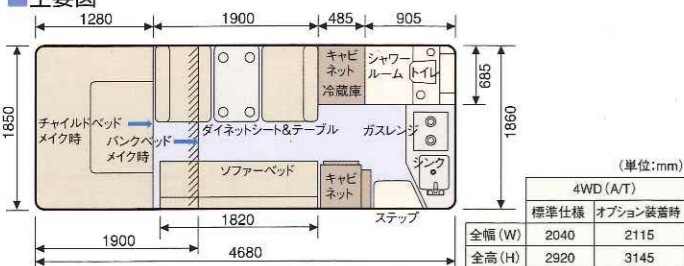 ■主要図
1280
1900
485
905
1850
685
1860
キャビ
ネット
冷蔵庫
シャワー
ルーム
トイレ
チャイルドベッド
メイク時
バンクベッド
メイク時
ダイネットシート&テーブル
ガスレンジ
シンク
ソファーベッド
キャビ
ネット
ステップ
1820
1900
4680
(単位:mm)
4WD(A/T)
標準仕様 オプション装着時
全幅(W) 2040 2115
全高(H) 2920 3145